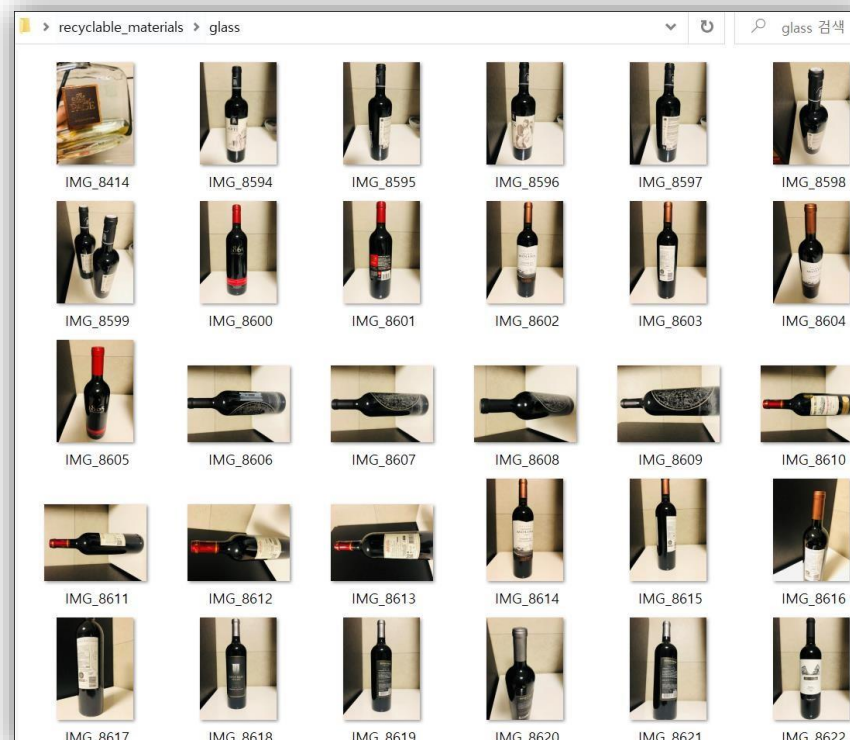 recyclable_materials > glass
glass 검색
IMG_8414 IMG_8594 IMG_8595 IMG_8596 IMG_8597 IMG_8598
IMG_8599 IMG_8600 IMG_8601 IMG_8602 IMG_8603 IMG_8604
IMG_8605 IMG_8606 IMG_8607 IMG_8608 IMG_8609 IMG_8610
IMG_8611 IMG_8612 IMG_8613 IMG_8614 IMG_8615 IMG_8616
IMG_8617 IMG_8618 IMG_8619 IMG_8620 IMG_8621 IMG_8622